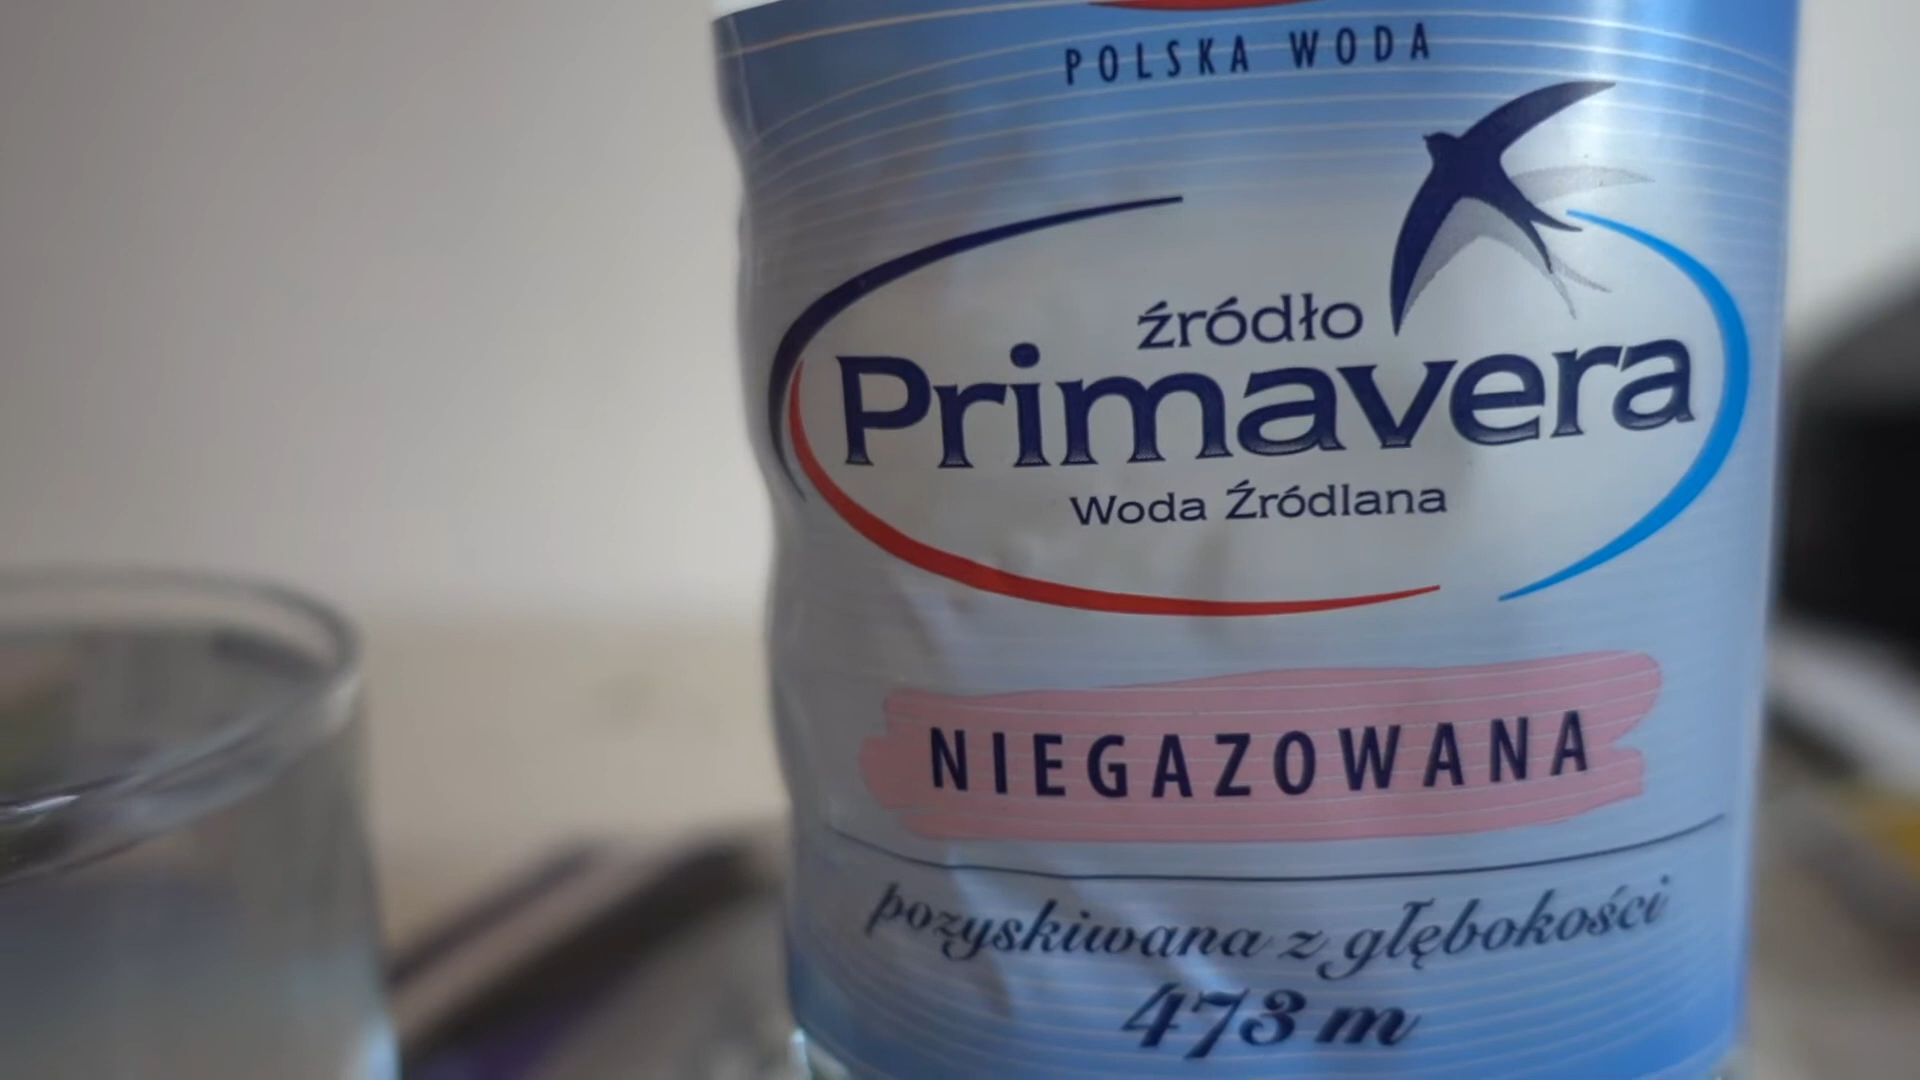 POLSKA WODA
źródło
Primavera
Woda Źródlana
NIEGAZOWANA
pozyskiwana z głębokości
473 m